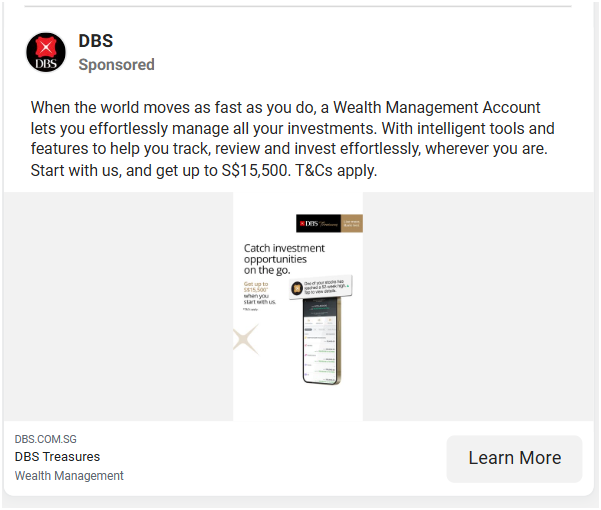 DBS
Sponsored
DBS
When the world moves as fast as you do, a Wealth Management Account
lets you effortlessly manage all your investments. With intelligent tools and
features to help you track, review and invest effortlessly, wherever you are.
Start with us, and get up to S$15,500. T&Cs apply.
DBS
Catch investment
opportunities
on the go.
Get up to
S$15,500*
when you
start with us.
One of your stocks has
reached a 52-week high.
Tap to view details.
DBS.COM.SG
DBS Treasures
Wealth Management
Learn More